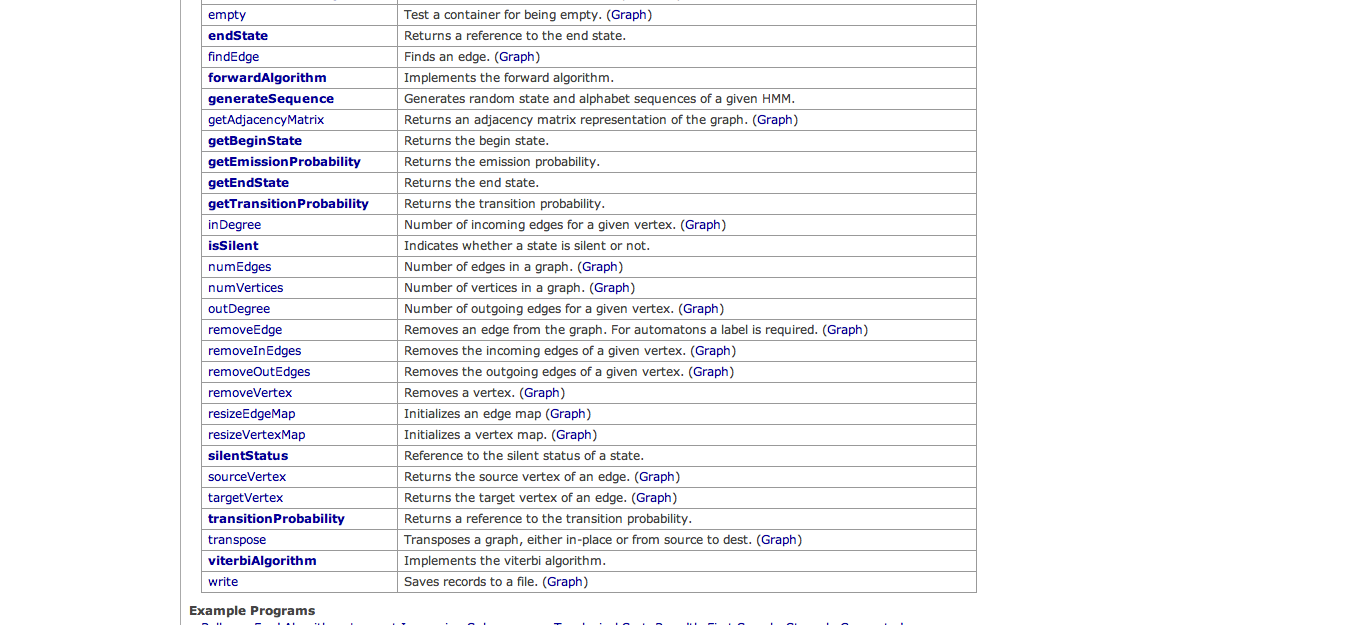 empty Test a container for being empty. (Graph)
endState Returns a reference to the end state.
findEdge Finds an edge. (Graph)
forwardAlgorithm Implements the forward algorithm.
generateSequence Generates random state and alphabet sequences of a given HMM.
getAdjacencyMatrix Returns an adjacency matrix representation of the graph. (Graph)
getBeginState Returns the begin state.
getEmissionProbability Returns the emission probability.
getEndState Returns the end state.
getTransitionProbability Returns the transition probability.
inDegree Number of incoming edges for a given vertex. (Graph)
isSilent Indicates whether a state is silent or not.
numEdges Number of edges in a graph. (Graph)
numVertices Number of vertices in a graph. (Graph)
outDegree Number of outgoing edges for a given vertex. (Graph)
removeEdge Removes an edge from the graph. For automatons a label is required. (Graph)
removeInEdges Removes the incoming edges of a given vertex. (Graph)
removeOutEdges Removes the outgoing edges of a given vertex. (Graph)
removeVertex Removes a vertex. (Graph)
resizeEdgeMap Initializes an edge map (Graph)
resizeVertexMap Initializes a vertex map. (Graph)
silentStatus Reference to the silent status of a state.
sourceVertex Returns the source vertex of an edge. (Graph)
targetVertex Returns the target vertex of an edge. (Graph)
transitionProbability Returns a reference to the transition probability.
transpose Transposes a graph, either in-place or from source to dest. (Graph)
viterbiAlgorithm Implements the viterbi algorithm.
write Saves records to a file. (Graph)
Example Programs